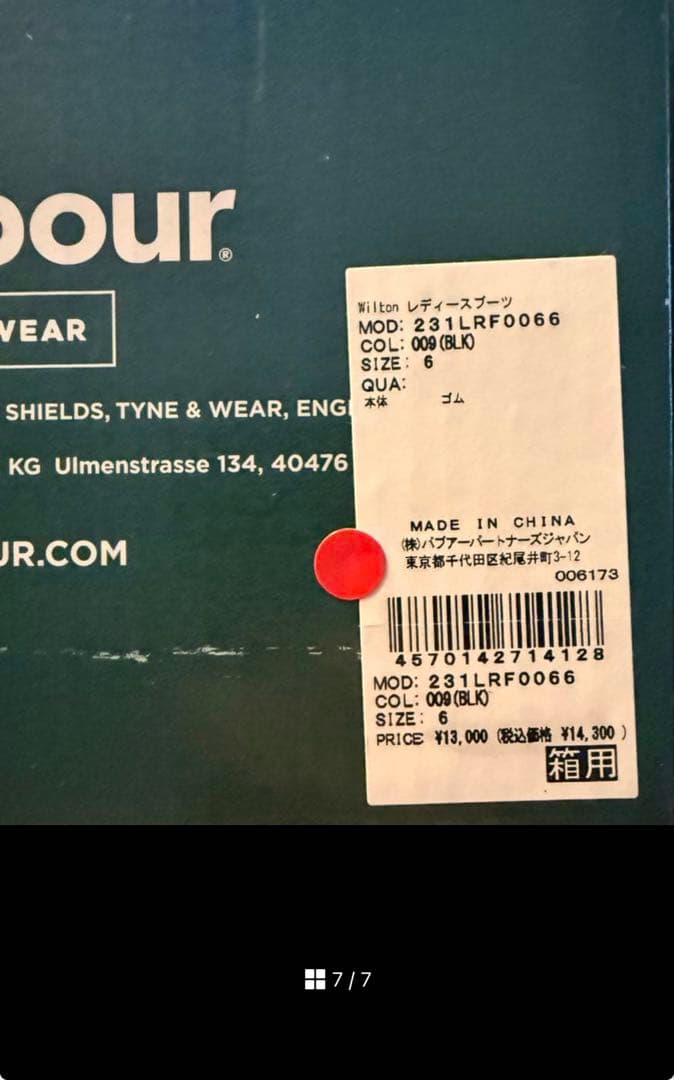 bour®
WEAR
SHIELDS, TYNE & WEAR, ENG
KG Ulmenstrasse 134, 40476
UR.COM
Wilton レディースブーツ
MOD: 231LRF0066
COL: 009(BLK)
SIZE: 6
QUA:
本体 ゴム
MADE IN CHINA
(株)バブアーパートナーズジャパン
東京都千代田区紀尾井町3-12
006173
4570142714128
MOD: 231LRF0066
COL: 009(BLK)
SIZE: 6
PRICE ¥13,000 (税込価格 ¥14,300 )
箱用
7/7